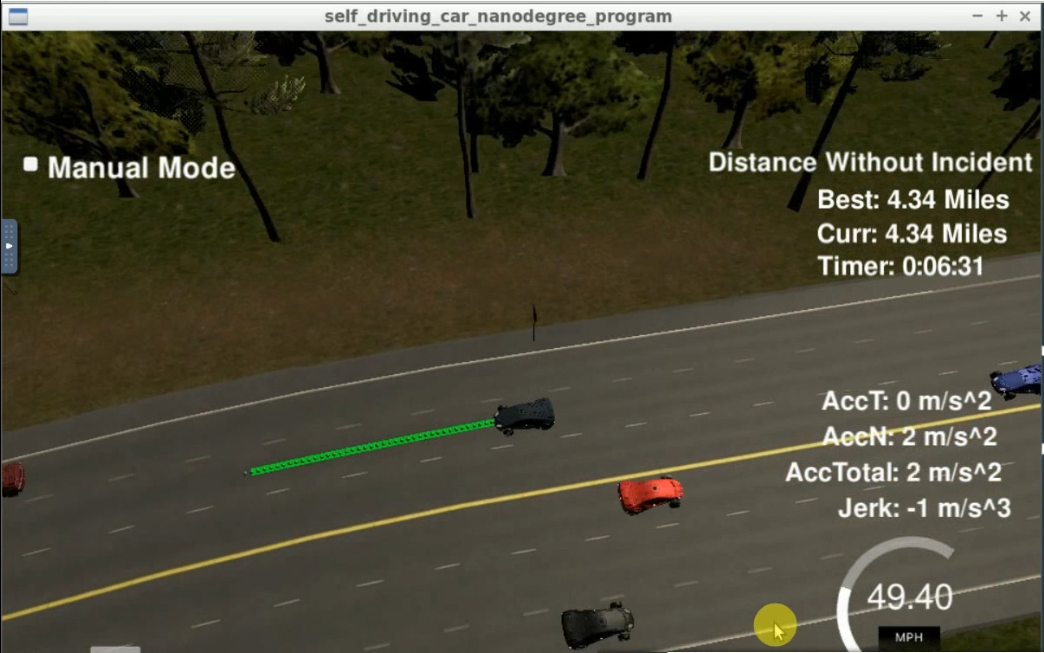 self_driving_car_nanodegree_program
Manual Mode
Distance Without Incident
Best: 4.34 Miles
Curr: 4.34 Miles
Timer: 0:06:31
AccT: 0 m/s^2
AccN: 2 m/s^2
AccTotal: 2 m/s^2
Jerk: -1 m/s^3
49.40
MPH